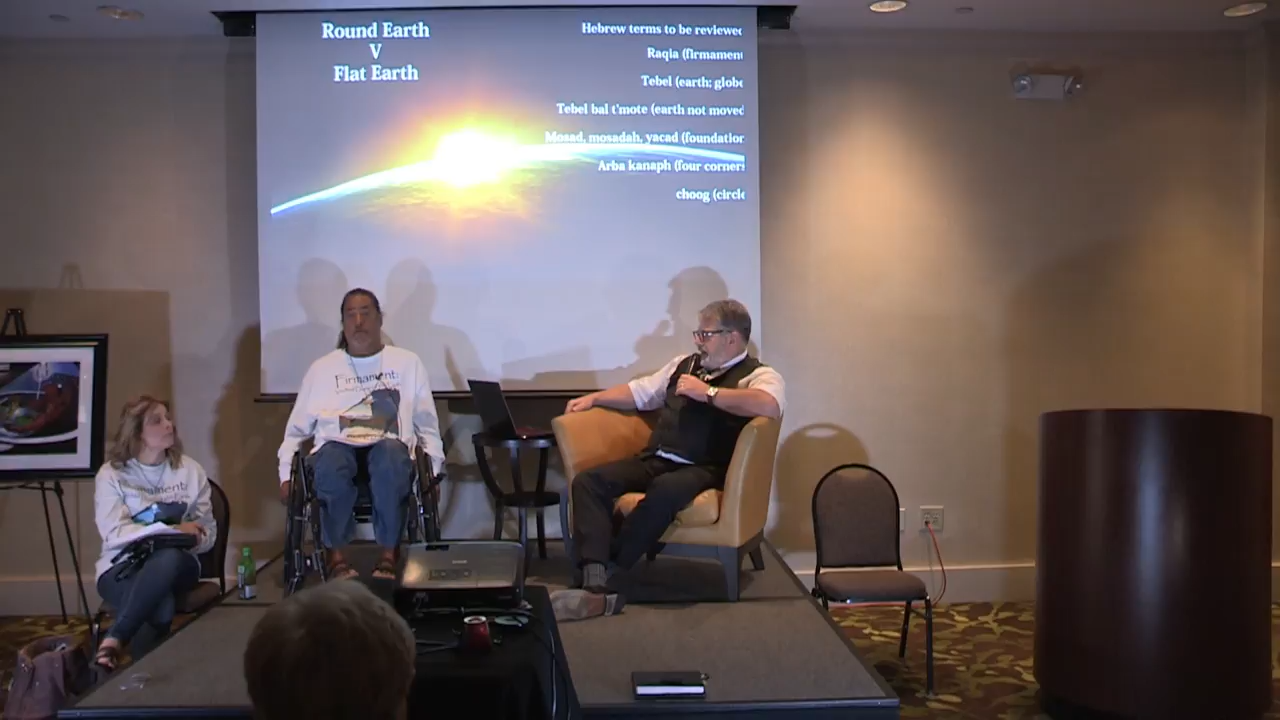 Round Earth
V
Flat Earth
Hebrew terms to be reviewed
Raqia (firmament
Tebel (earth; globe
Tebel bal t'mote (earth not moved
Mosad, mosadah, yacad (foundation
Arba kanaph (four corners
choog (circle
Firmament: